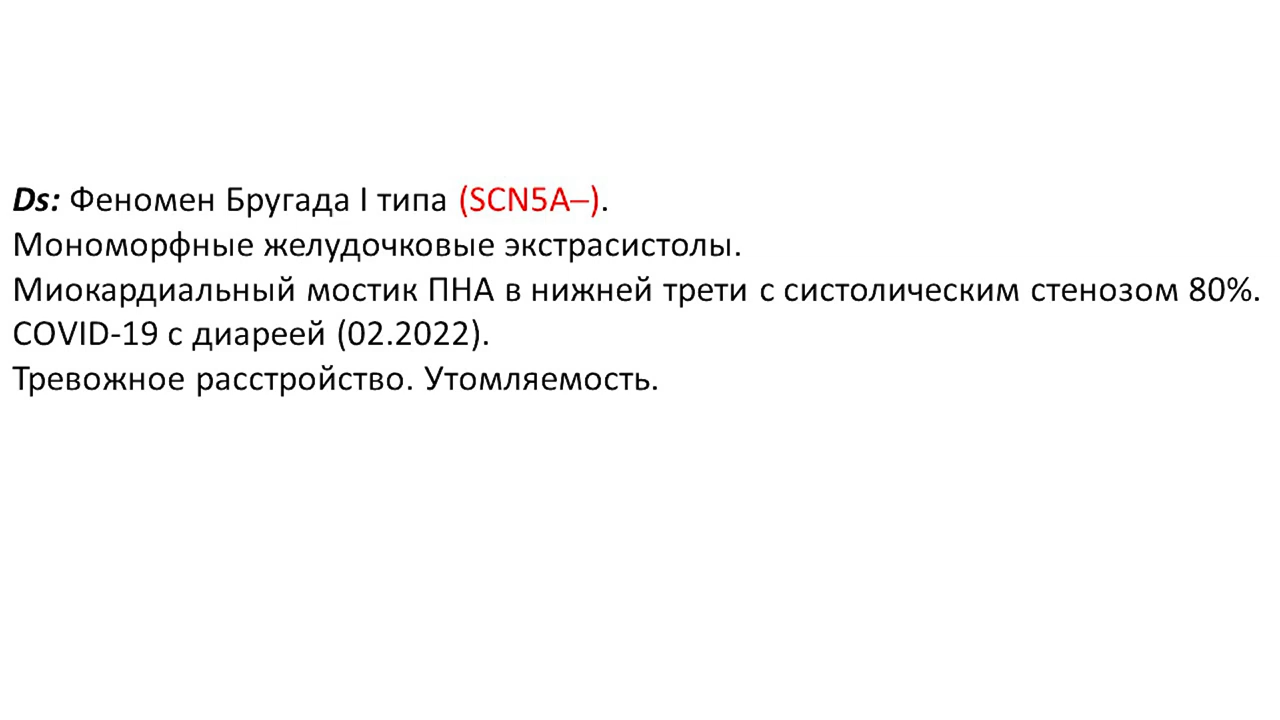 Ds: Феномен Бругада I типа (SCN5A–).
Мономорфные желудочковые экстрасистолы.
Миокардиальный мостик ПНА в нижней трети с систолическим стенозом 80%.
COVID-19 с диареей (02.2022).
Тревожное расстройство. Утомляемость.